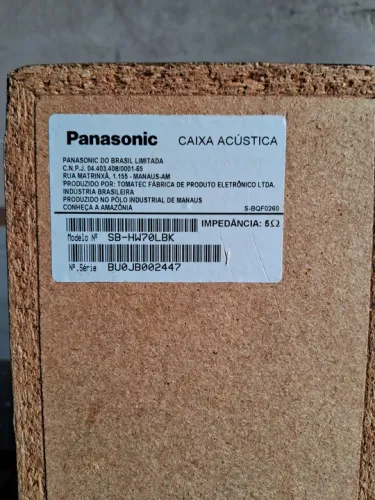 Panasonic CAIXA ACÚSTICA
PANASONIC DO BRASIL LIMITADA
C.N.P.J. 04.403.408/0001-65
RUA MATRINXÃ, 1.155 - MANAUS-AM
PRODUZIDO POR: TOMATEC FÁBRICA DE PRODUTO ELETRÔNICO LTDA.
INDÚSTRIA BRASILEIRA
PRODUZIDO NO PÓLO INDUSTRIAL DE MANAUS
CONHEÇA A AMAZÔNIA S-BQF0260
IMPEDÂNCIA: 5Ω
Modelo Nº SB-HW70LBK
Nº.Série BU0JB002447